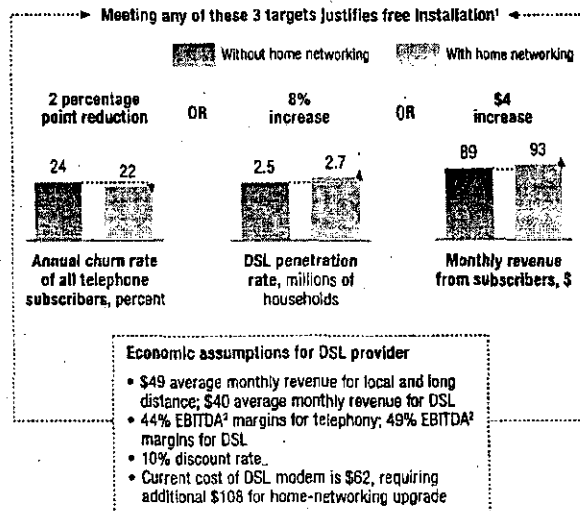 Meeting any of these 3 targets justifies free installation¹
Without home networking
With home networking
2 percentage
point reduction
OR
8%
increase
OR
$4
increase
24
22
2.5
2.7
89
93
Annual churn rate
of all telephone
subscribers, percent
DSL penetration
rate, millions of
households
Monthly revenue
from subscribers, $
Economic assumptions for DSL provider
• $49 average monthly revenue for local and long
distance; $40 average monthly revenue for DSL
• 44% EBITDA² margins for telephony; 49% EBITDA²
margins for DSL
• 10% discount rate
• Current cost of DSL modem is $62, requiring
additional $108 for home-networking upgrade